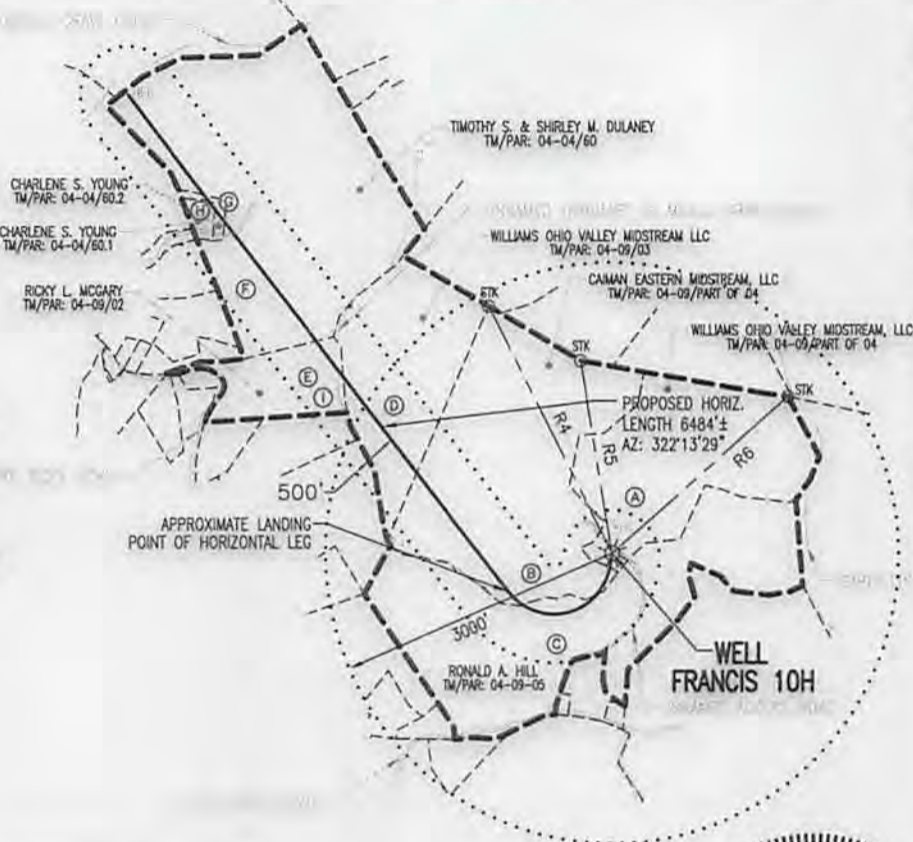 TIMOTHY S. & SHIRLEY M. DULANEY
TM/PAR: 04-04/60
CHARLENE S. YOUNG
TM/PAR: 04-04/60.2
H
G
CHARLENE S. YOUNG
TM/PAR: 04-04/60.1
WILLIAMS OHIO VALLEY MIDSTREAM LLC
TM/PAR: 04-09/03
CAIMAN EASTERN MIDSTREAM, LLC
TM/PAR: 04-09/PART OF 04
RICKY L. MCGARY
TM/PAR: 04-09/02
F
STK
WILLIAMS OHIO VALLEY MIDSTREAM, LLC
TM/PAR: 04-09/PART OF 04
STK
E
STK
I
D
PROPOSED HORIZ.
LENGTH 6484'±
AZ: 322°13'29"
R4
R5
R6
500'
A
APPROXIMATE LANDING
POINT OF HORIZONTAL LEG
B
3000'
C
WELL
FRANCIS 10H
RONALD A. HILL
TM/PAR: 04-09-05